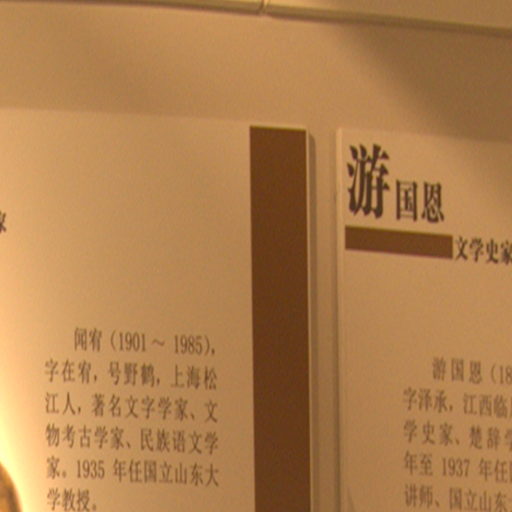 家
闻宥（1901～ 1985），
字在宥，号野鹤，上海松
江人，著名文字学家、文
物考古学家、民族语文学
家。1935 年任国立山东大
学教授。
游国恩
文学史家
游国恩（18
字泽承，江西临
学史家、楚辞学
年至 1937 年任
讲师、国立山东